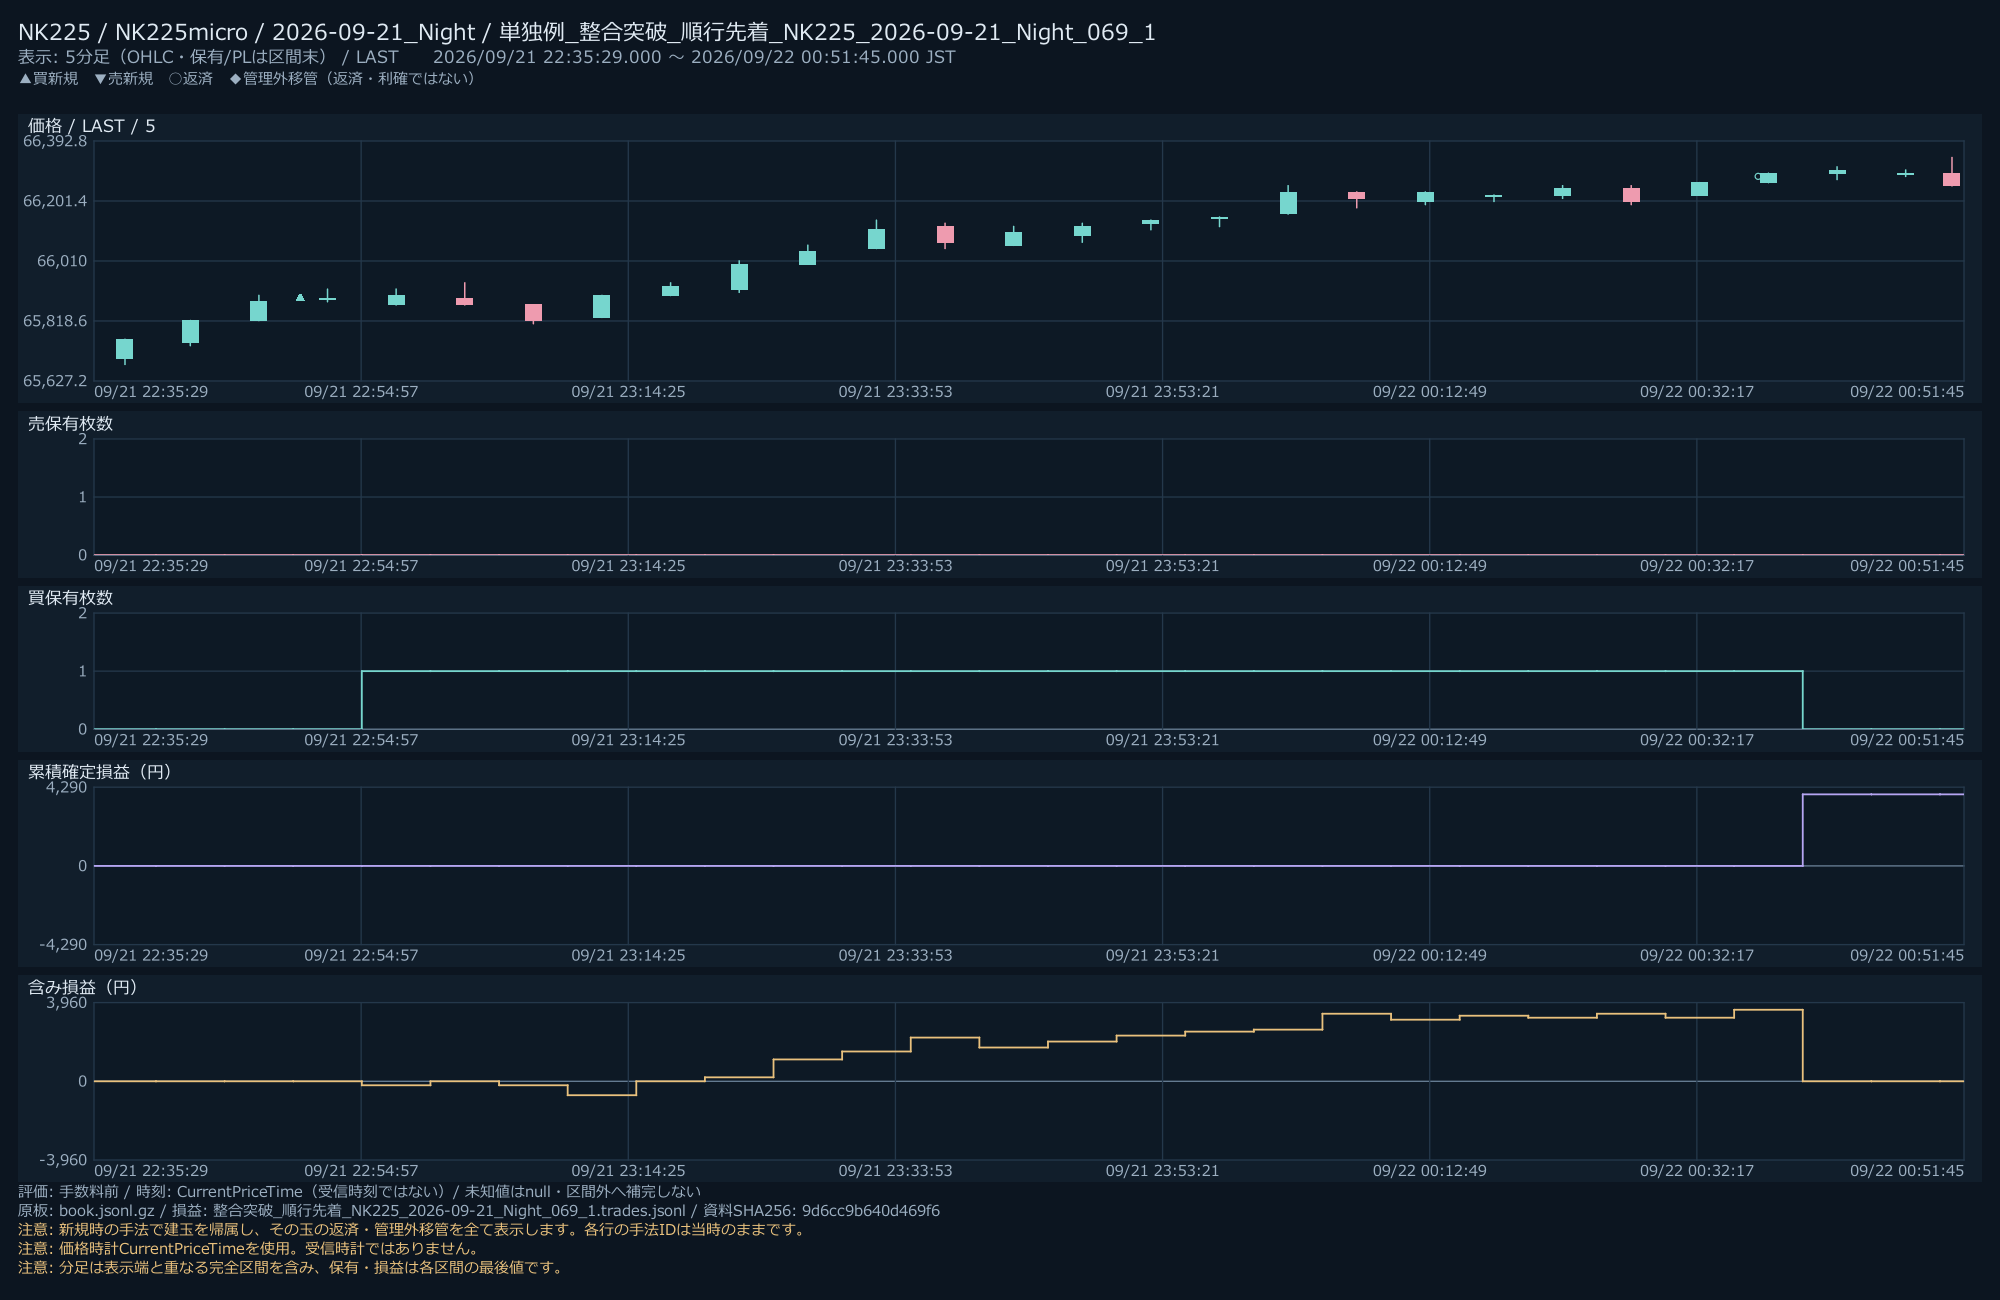 NK225 / NK225micro / 2026-09-21_Night / 単独例_整合突破_順行先着_NK225_2026-09-21_Night_069_1
表示: 5分足（OHLC・保有/PLは区間末） / LAST 2026/09/21 22:35:29.000 ～ 2026/09/22 00:51:45.000 JST
▲買新規 ▼売新規 ○返済 ◆管理外移管（返済・利確ではない）
価格 / LAST / 5
66,392.8
66,201.4
66,010
65,818.6
65,627.2
09/21 22:35:29 09/21 22:54:57 09/21 23:14:25 09/21 23:33:53 09/21 23:53:21 09/22 00:12:49 09/22 00:32:17 09/22 00:51:45
売保有枚数
2
1
0
09/21 22:35:29 09/21 22:54:57 09/21 23:14:25 09/21 23:33:53 09/21 23:53:21 09/22 00:12:49 09/22 00:32:17 09/22 00:51:45
買保有枚数
2
1
0
09/21 22:35:29 09/21 22:54:57 09/21 23:14:25 09/21 23:33:53 09/21 23:53:21 09/22 00:12:49 09/22 00:32:17 09/22 00:51:45
累積確定損益（円）
4,290
0
-4,290
09/21 22:35:29 09/21 22:54:57 09/21 23:14:25 09/21 23:33:53 09/21 23:53:21 09/22 00:12:49 09/22 00:32:17 09/22 00:51:45
含み損益（円）
3,960
0
-3,960
09/21 22:35:29 09/21 22:54:57 09/21 23:14:25 09/21 23:33:53 09/21 23:53:21 09/22 00:12:49 09/22 00:32:17 09/22 00:51:45
評価: 手数料前 / 時刻: CurrentPriceTime（受信時刻ではない）/ 未知値はnull・区間外へ補完しない
原板: book.jsonl.gz / 損益: 整合突破_順行先着_NK225_2026-09-21_Night_069_1.trades.jsonl / 資料SHA256: 9d6cc9b640d469f6
注意: 新規時の手法で建玉を帰属し、その玉の返済・管理外移管を全て表示します。各行の手法IDは当時のままです。
注意: 価格時計CurrentPriceTimeを使用。受信時計ではありません。
注意: 分足は表示端と重なる完全区間を含み、保有・損益は各区間の最後値です。